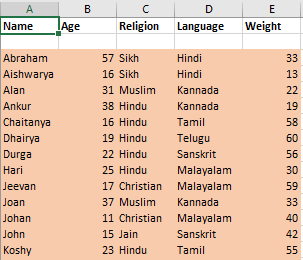 A B C D E
Name Age Religion Language Weight
Abraham 57 Sikh Hindi 33
Aishwarya 16 Sikh Hindi 13
Alan 31 Muslim Kannada 22
Ankur 38 Hindu Kannada 19
Chaitanya 16 Hindu Tamil 58
Dhairya 19 Hindu Telugu 60
Durga 22 Hindu Sanskrit 56
Hari 25 Hindu Malayalam 30
Jeevan 17 Christian Malayalam 59
Joan 37 Muslim Kannada 33
Johan 11 Christian Malayalam 40
John 15 Jain Sanskrit 42
Koshy 23 Hindu Tamil 55